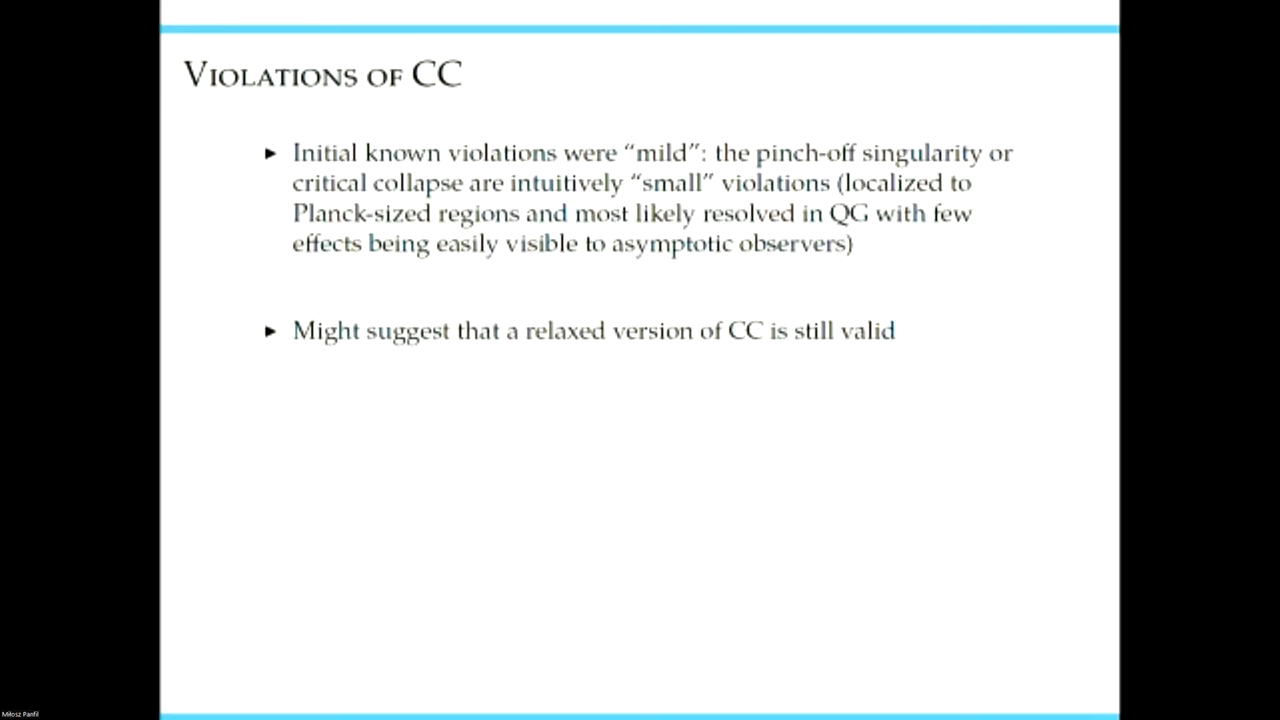 Violations of CC
► Initial known violations were “mild”: the pinch-off singularity or
critical collapse are intuitively “small” violations (localized to
Planck-sized regions and most likely resolved in QG with few
effects being easily visible to asymptotic observers)
► Might suggest that a relaxed version of CC is still valid
Miłosz Panfil